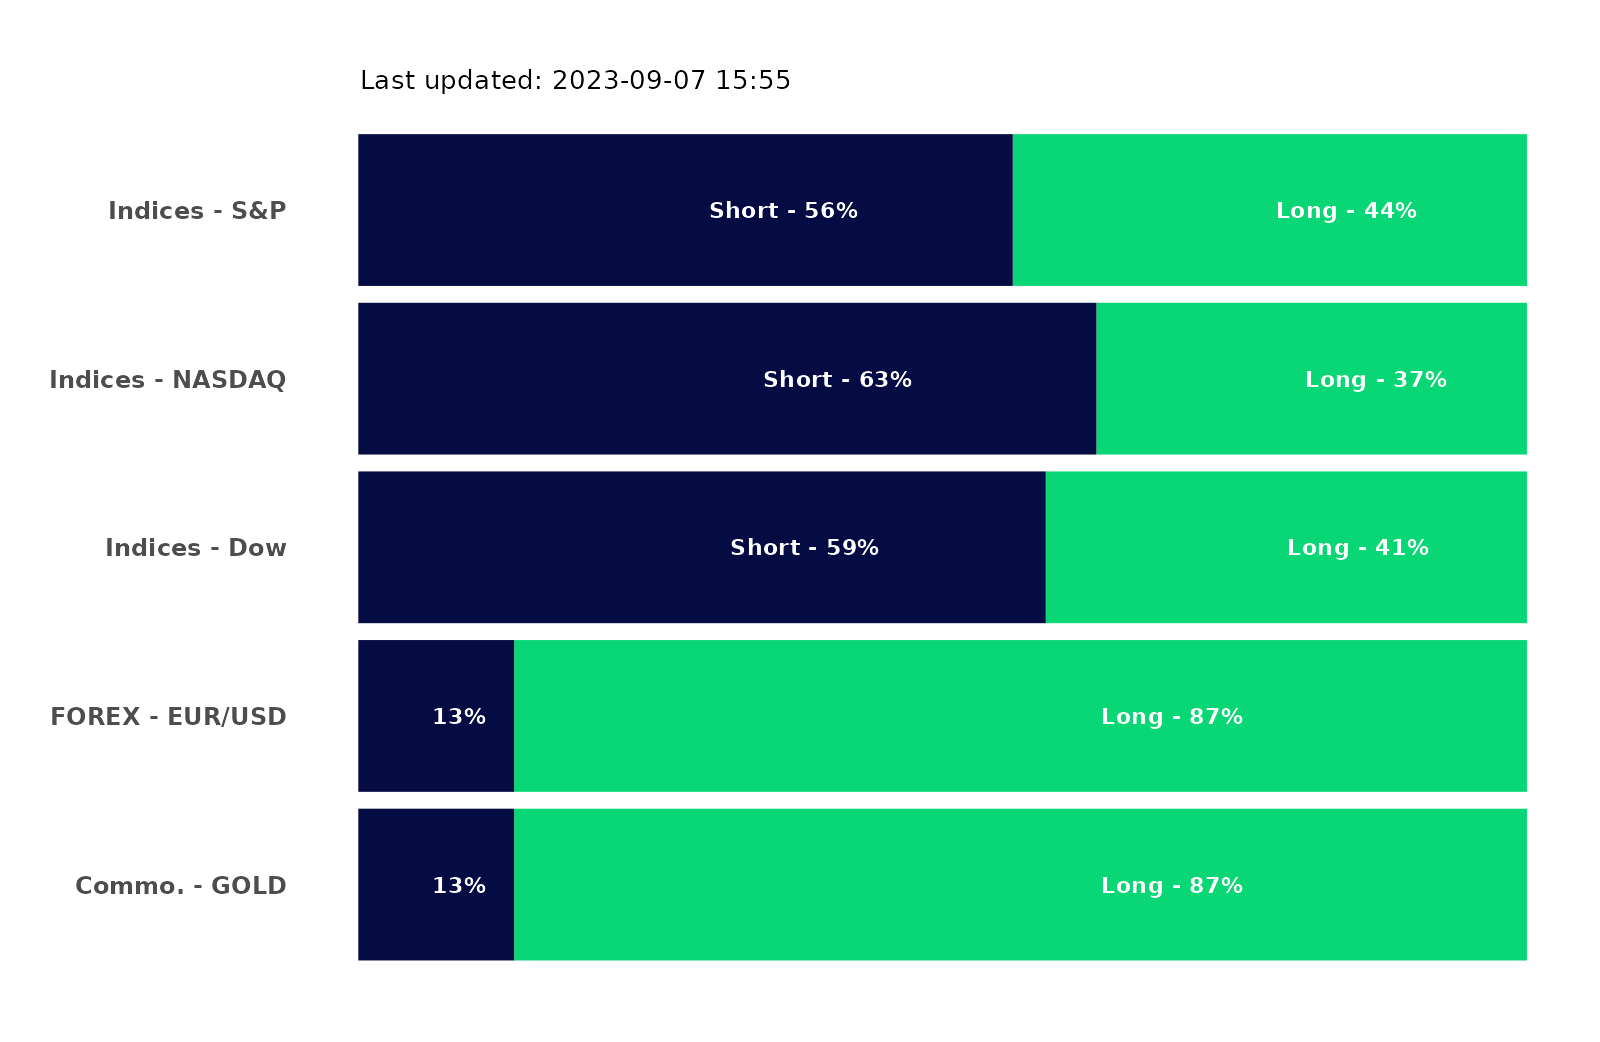 Last updated: 2023-09-07 15:55
Indices - S&P Short - 56% Long - 44%
Indices - NASDAQ Short - 63% Long - 37%
Indices - Dow Short - 59% Long - 41%
FOREX - EUR/USD 13% Long - 87%
Commo. - GOLD 13% Long - 87%